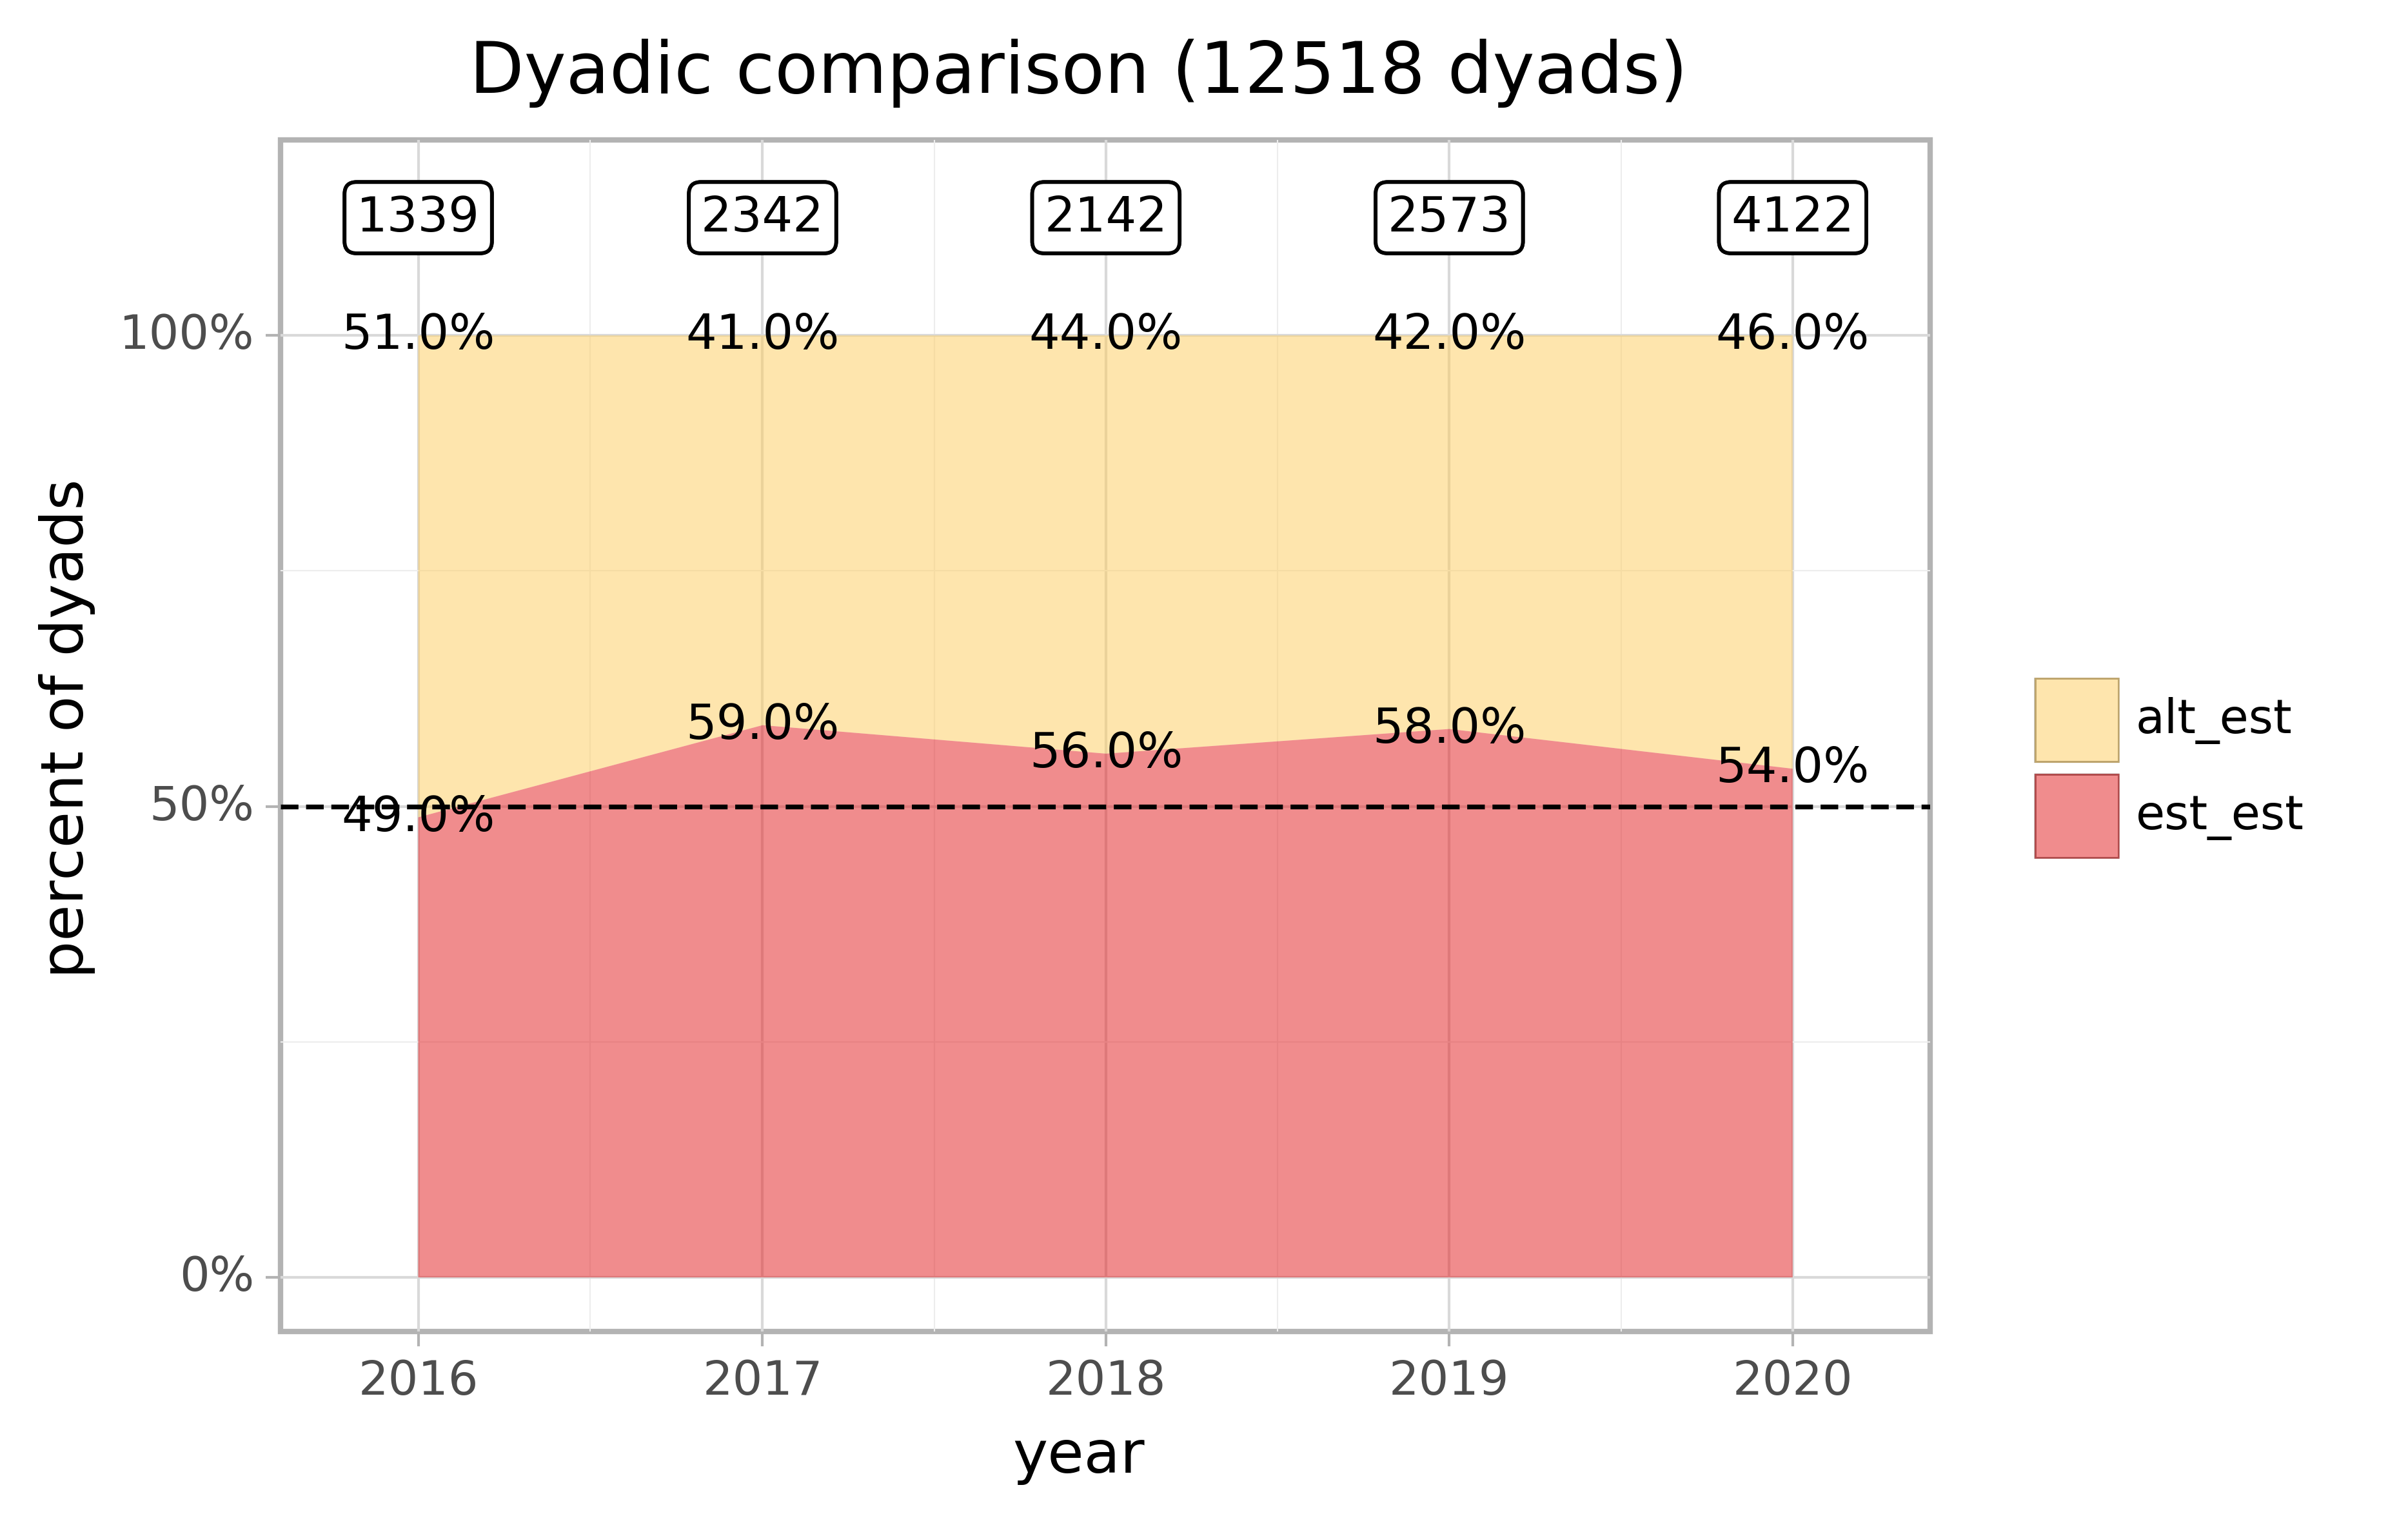 Dyadic comparison (12518 dyads)
1339 2342 2142 2573 4122
100% 51.0% 41.0% 44.0% 42.0% 46.0%
59.0% 56.0% 58.0% 54.0%
50% 49.0%
0%
2016 2017 2018 2019 2020
year
percent of dyads
alt_est
est_est